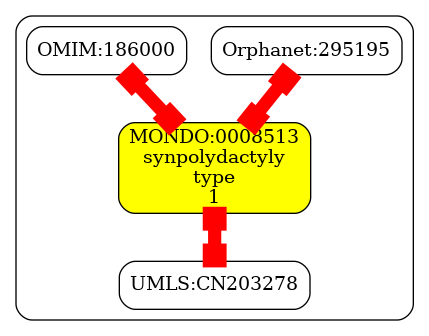 OMIM:186000
Orphanet:295195
MONDO:0008513
synpolydactyly
type
1
UMLS:CN203278